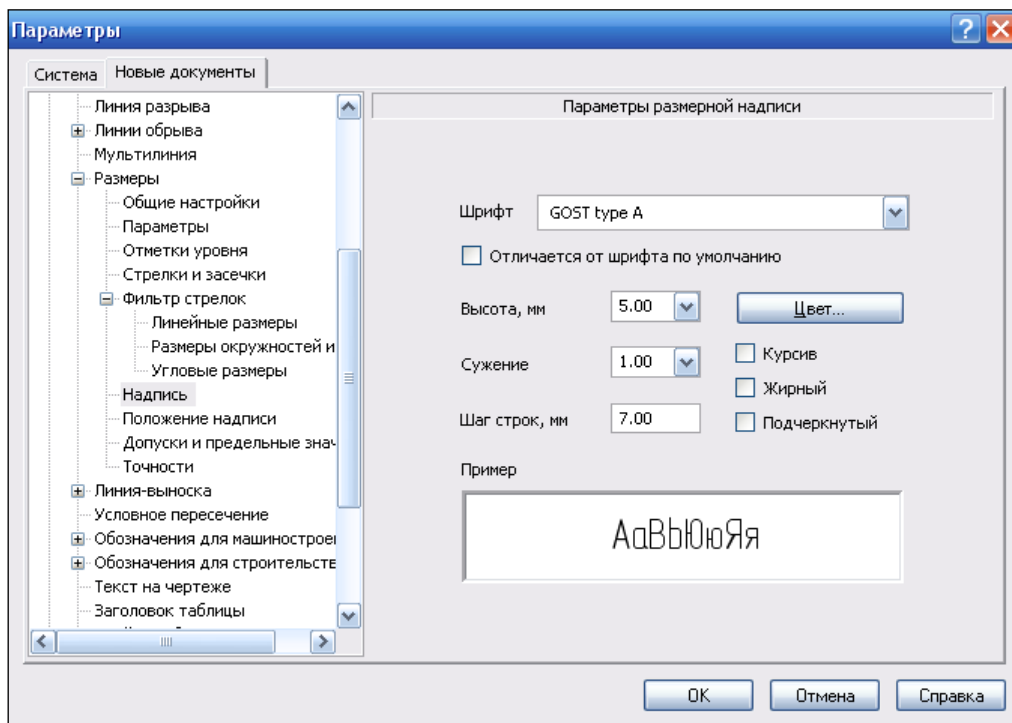 Параметры
Система
Новые документы
Линия разрыва
Линии обрыва
Мультилиния
Размеры
Общие настройки
Параметры
Отметки уровня
Стрелки и засечки
Фильтр стрелок
Линейные размеры
Размеры окружностей и
Угловые размеры
Надпись
Положение надписи
Допуски и предельные знач
Точности
Линия-выноска
Условное пересечение
Обозначения для машиностроен
Обозначения для строительств
Текст на чертеже
Заголовок таблицы
Параметры размерной надписи
Шрифт GOST type A
Отличается от шрифта по умолчанию
Высота, мм 5.00 Цвет...
Сужение 1.00 Курсив
Жирный
Шаг строк, мм 7.00 Подчеркнутый
Пример
АаВbЮюЯя
OK Отмена Справка